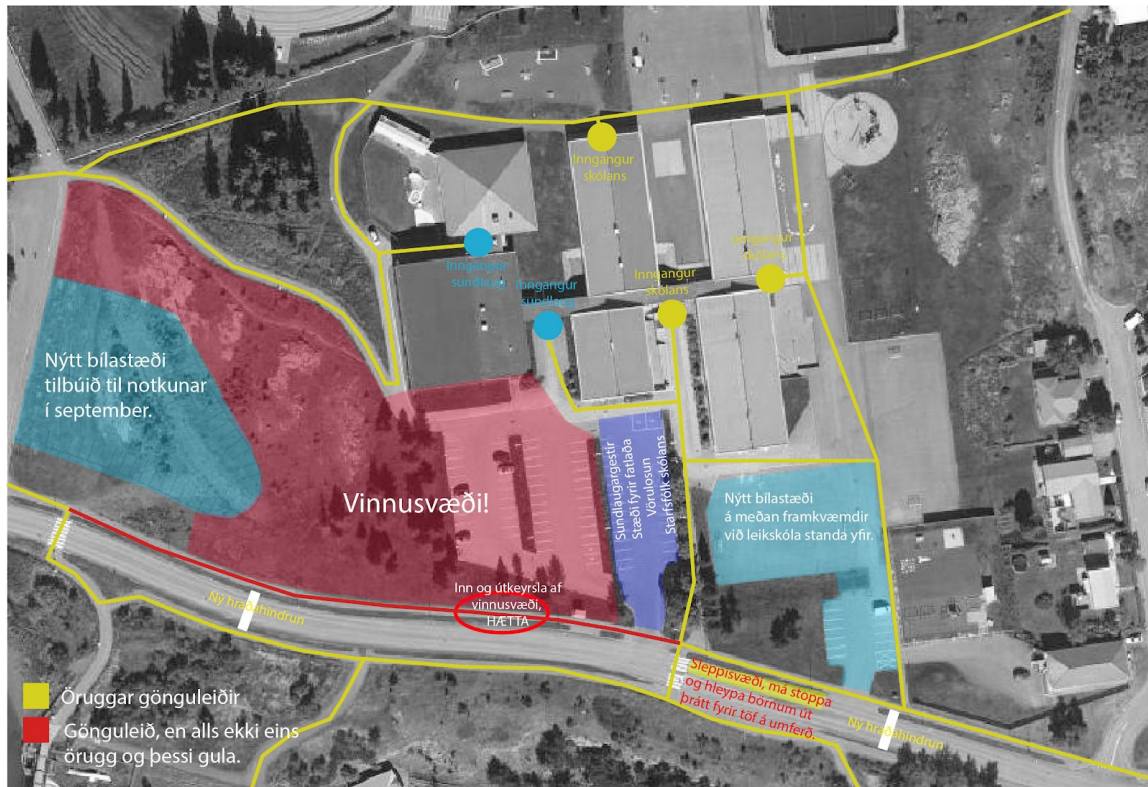 Inngangur
skólans
Inngangur
skólans
Inngangur
sundlaug
Inngangur
sundlaug
Inngangur
skólans
Nýtt bílastæði
tilbúið til notkunar
í september.
Vinnusvæði!
Sundlaugargestir
Stæði fyrir fatlaða
Vörulosun
Starfsfólk skólans
Nýtt bílastæði
á meðan framkvæmdir
við leikskóla standa yfir.
Inn og útkeyrsla af
vinnusvæði,
HÆTTA
Ný hraðahindrun
Sleppisvæði, má stoppa
og hleypa börnum út
þrátt fyrir töf á umferð.
Ný hraðahindrun
Öruggar gönguleiðir
Gönguleið, en alls ekki eins
örugg og þessi gula.